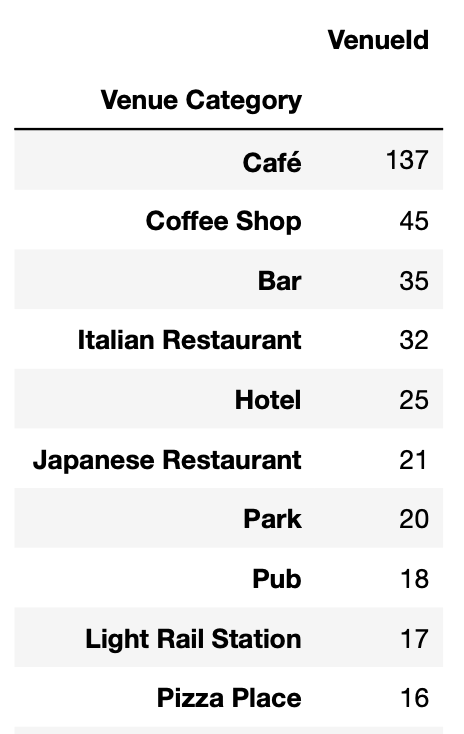 VenueId
Venue Category
Café 137
Coffee Shop 45
Bar 35
Italian Restaurant 32
Hotel 25
Japanese Restaurant 21
Park 20
Pub 18
Light Rail Station 17
Pizza Place 16